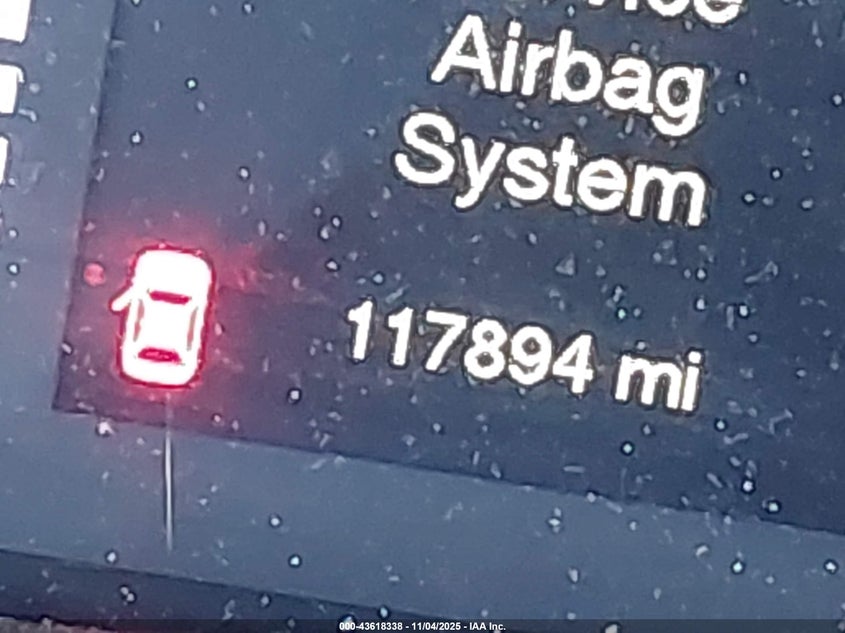 Airbag
System
117894 mi
000-43618338 - 11/04/2025 - IAA Inc.